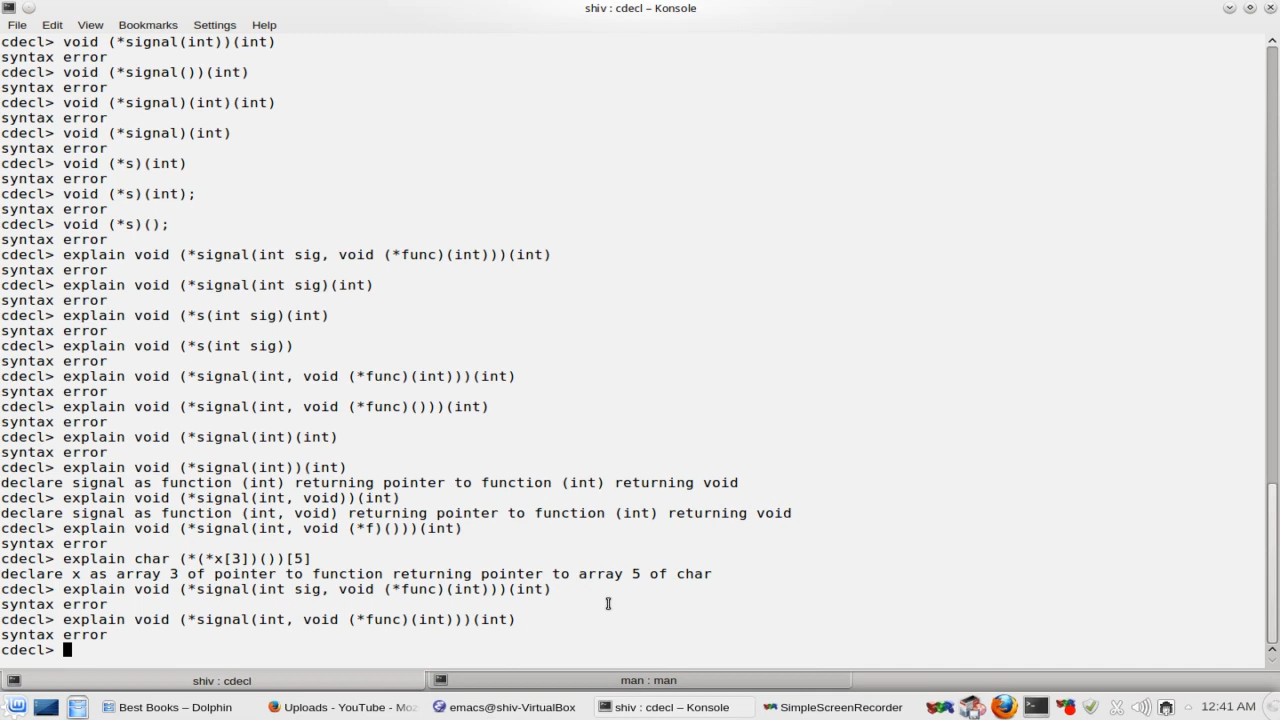 shiv : cdecl – Konsole
File Edit View Bookmarks Settings Help
cdecl> void (*signal(int))(int)
syntax error
cdecl> void (*signal())(int)
syntax error
cdecl> void (*signal)(int)(int)
syntax error
cdecl> void (*signal)(int)
syntax error
cdecl> void (*s)(int)
syntax error
cdecl> void (*s)(int);
syntax error
cdecl> void (*s)();
syntax error
cdecl> explain void (*signal(int sig, void (*func)(int)))(int)
syntax error
cdecl> explain void (*signal(int sig)(int)
syntax error
cdecl> explain void (*s(int sig)(int)
syntax error
cdecl> explain void (*s(int sig))
syntax error
cdecl> explain void (*signal(int, void (*func)(int)))(int)
syntax error
cdecl> explain void (*signal(int, void (*func)()))(int)
syntax error
cdecl> explain void (*signal(int)(int)
syntax error
cdecl> explain void (*signal(int))(int)
declare signal as function (int) returning pointer to function (int) returning void
cdecl> explain void (*signal(int, void))(int)
declare signal as function (int, void) returning pointer to function (int) returning void
cdecl> explain void (*signal(int, void (*f)()))(int)
syntax error
cdecl> explain char (*(*x[3])())[5]
declare x as array 3 of pointer to function returning pointer to array 5 of char
cdecl> explain void (*signal(int sig, void (*func)(int)))(int)
syntax error
cdecl> explain void (*signal(int, void (*func)(int)))(int)
syntax error
cdecl>
shiv : cdecl man : man
Best Books – Dolphin Uploads - YouTube - Moz emacs@shiv-VirtualBox shiv : cdecl – Konsole SimpleScreenRecorder 12:41 AM